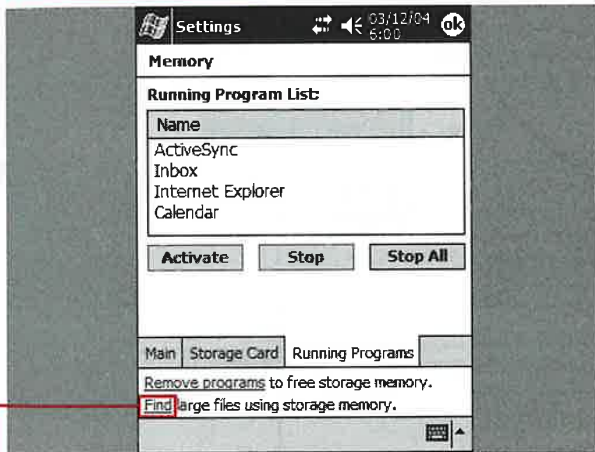 Settings
03/12/04
6:00
ok
Memory
Running Program List:
Name
ActiveSync
Inbox
Internet Explorer
Calendar
Activate Stop Stop All
Main Storage Card Running Programs
Remove programs to free storage memory.
Find large files using storage memory.